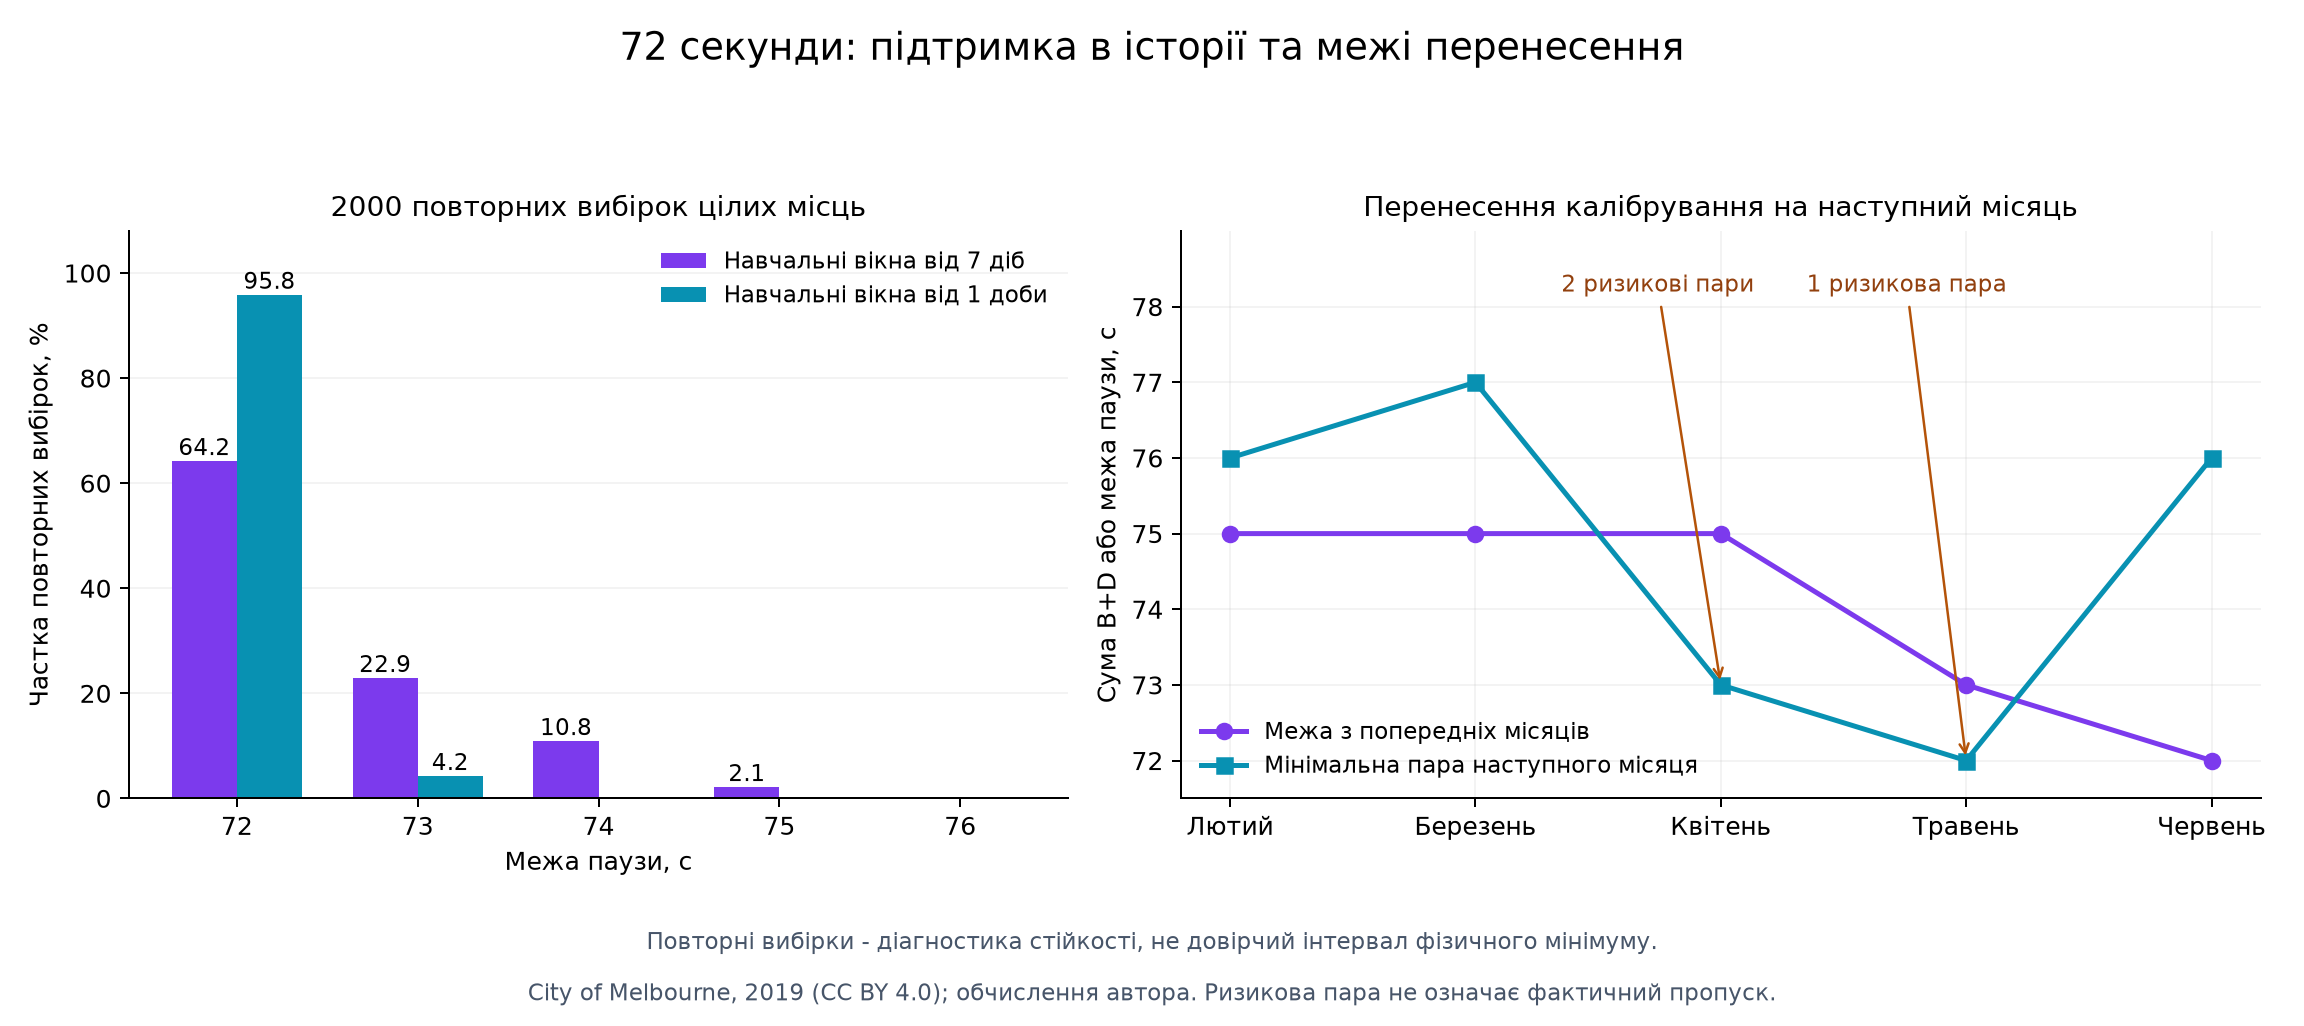 72 секунди: підтримка в історії та межі перенесення
2000 повторних вибірок цілих місць
Частка повторних вибірок, %
100
80
60
40
20
0
64.2
95.8
22.9
4.2
10.8
2.1
Навчальні вікна від 7 діб
Навчальні вікна від 1 доби
72
73
74
75
76
Межа паузи, с
Перенесення калібрування на наступний місяць
Сума B+D або межа паузи, с
78
77
76
75
74
73
72
2 ризикові пари
1 ризикова пара
Межа з попередніх місяців
Мінімальна пара наступного місяця
Лютий
Березень
Квітень
Травень
Червень
Повторні вибірки - діагностика стійкості, не довірчий інтервал фізичного мінімуму.
City of Melbourne, 2019 (CC BY 4.0); обчислення автора. Ризикова пара не означає фактичний пропуск.